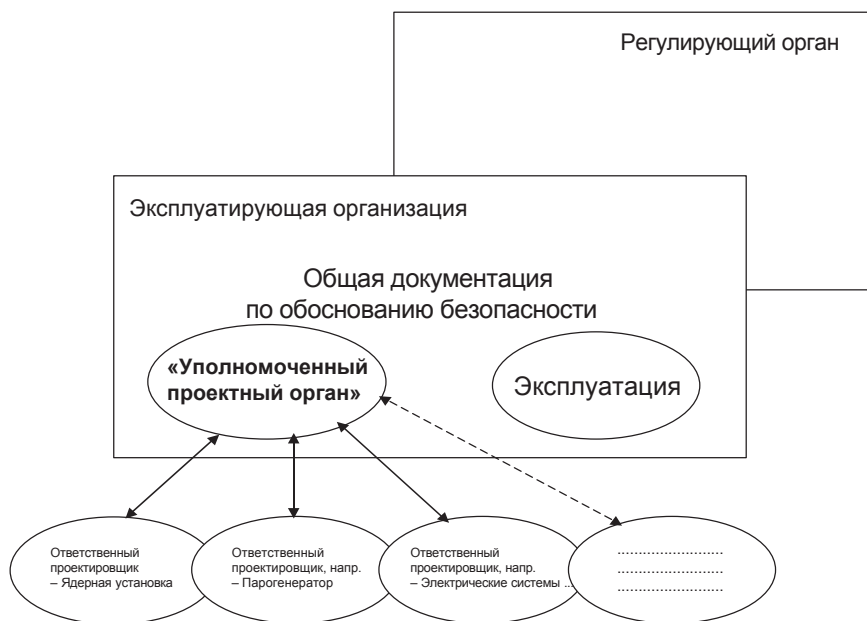 Регулирующий орган
Эксплуатирующая организация
Общая документация
по обоснованию безопасности
«Уполномоченный
проектный орган»
Эксплуатация
Ответственный
проектировщик
– Ядерная установка
Ответственный
проектировщик, напр.
– Парогенератор
Ответственный
проектировщик, напр.
– Электрические системы ...
........................
........................
........................